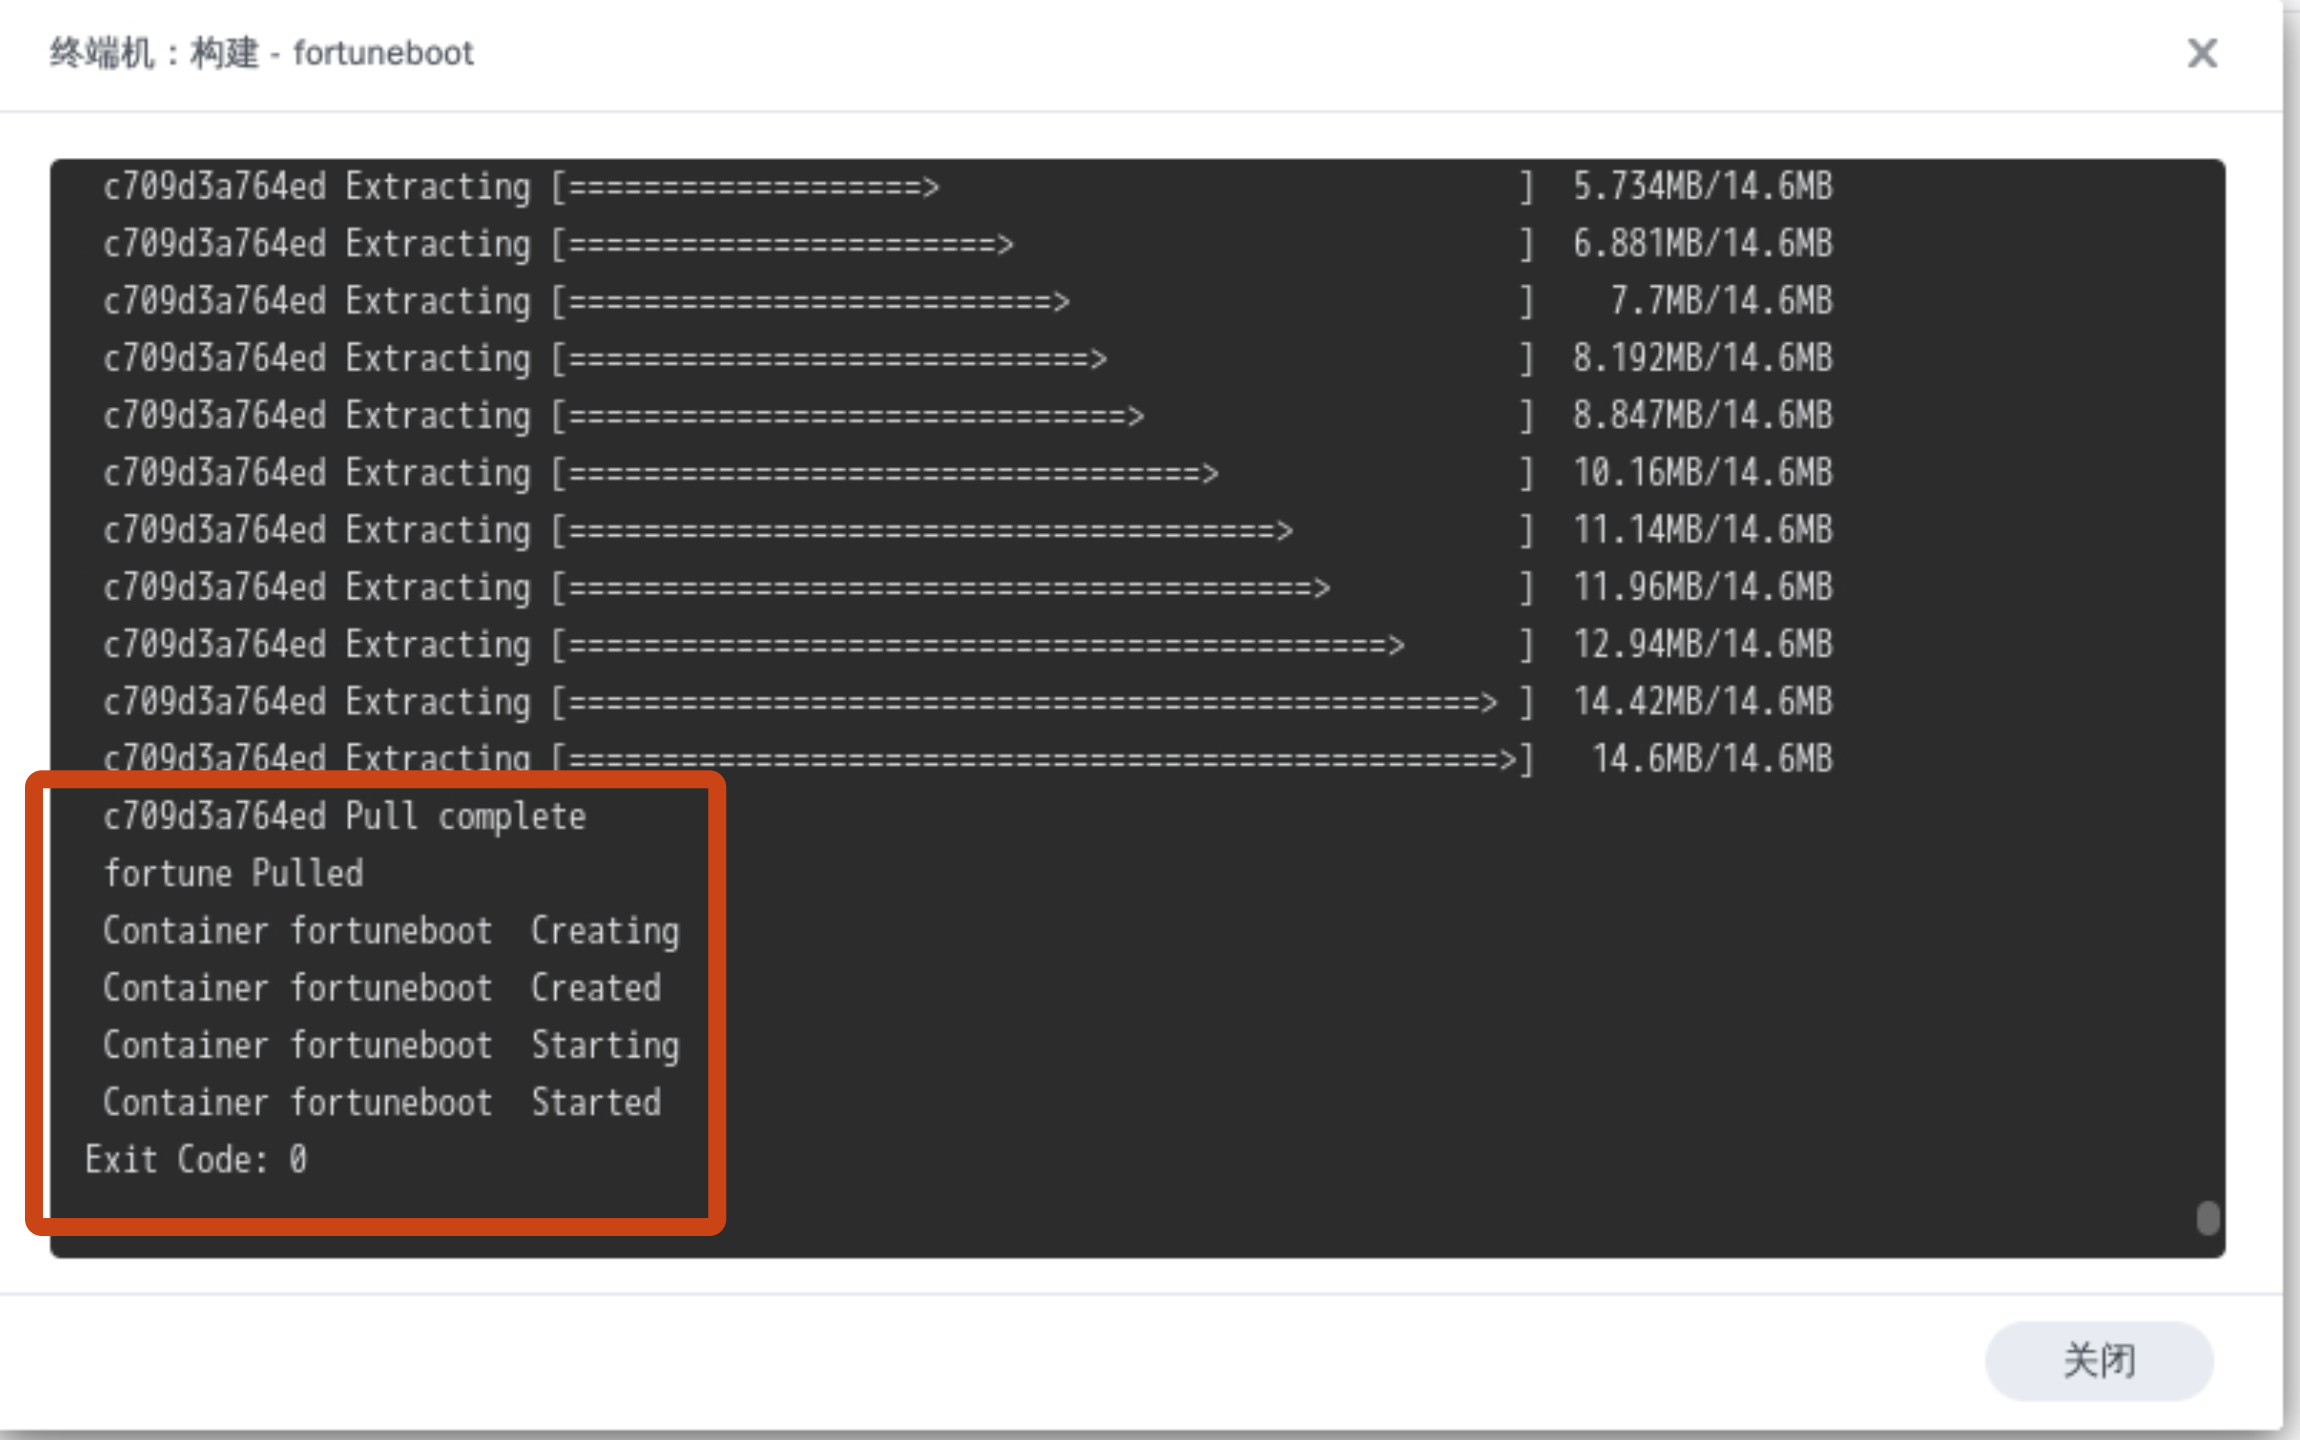 终端机：构建 - fortuneboot
c709d3a764ed Extracting [===================>                               ]  5.734MB/14.6MB
c709d3a764ed Extracting [=======================>                           ]  6.881MB/14.6MB
c709d3a764ed Extracting [==========================>                        ]    7.7MB/14.6MB
c709d3a764ed Extracting [============================>                      ]  8.192MB/14.6MB
c709d3a764ed Extracting [==============================>                    ]  8.847MB/14.6MB
c709d3a764ed Extracting [==================================>                ]  10.16MB/14.6MB
c709d3a764ed Extracting [======================================>            ]  11.14MB/14.6MB
c709d3a764ed Extracting [========================================>          ]  11.96MB/14.6MB
c709d3a764ed Extracting [============================================>      ]  12.94MB/14.6MB
c709d3a764ed Extracting [=================================================> ]  14.42MB/14.6MB
c709d3a764ed Extracting [==================================================>]   14.6MB/14.6MB
c709d3a764ed Pull complete
fortune Pulled
Container fortuneboot  Creating
Container fortuneboot  Created
Container fortuneboot  Starting
Container fortuneboot  Started
Exit Code: 0
关闭